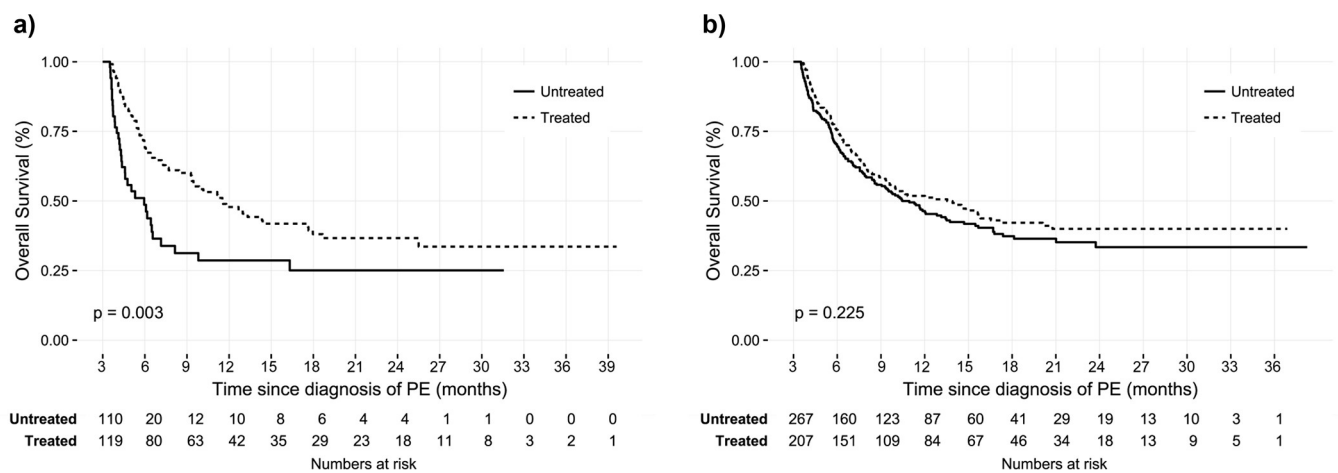 a)
1.00
0.75
0.50
0.25
0.00
Overall Survival (%)
Untreated
Treated
p = 0.003
3 6 9 12 15 18 21 24 27 30 33 36 39
Time since diagnosis of PE (months)
Untreated 110 20 12 10 8 6 4 4 1 1 0 0 0
Treated 119 80 63 42 35 29 23 18 11 8 3 2 1
Numbers at risk
b)
1.00
0.75
0.50
0.25
0.00
Overall Survival (%)
Untreated
Treated
p = 0.225
3 6 9 12 15 18 21 24 27 30 33 36
Time since diagnosis of PE (months)
Untreated 267 160 123 87 60 41 29 19 13 10 3 1
Treated 207 151 109 84 67 46 34 18 13 9 5 1
Numbers at risk